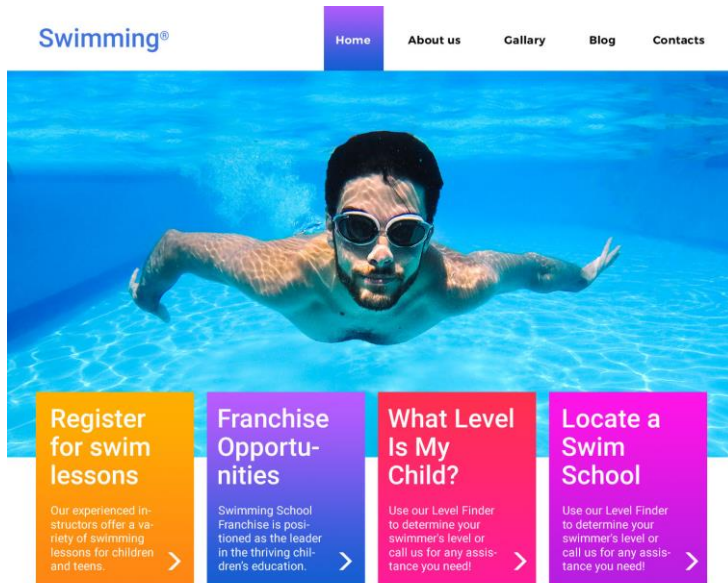 Swimming®
Home
About us
Gallary
Blog
Contacts
Register
for swim
lessons
Our experienced in-
structors offer a va-
riety of swimming
lessons for children
and teens.
Franchise
Opportu-
nities
Swimming School
Franchise is posi-
tioned as the leader
in the thriving chil-
dren's education.
What Level
Is My
Child?
Use our Level Finder
to determine your
swimmer's level or
call us for any assis-
tance you need!
Locate a
Swim
School
Use our Level Finder
to determine your
swimmer's level or
call us for any assis-
tance you need!